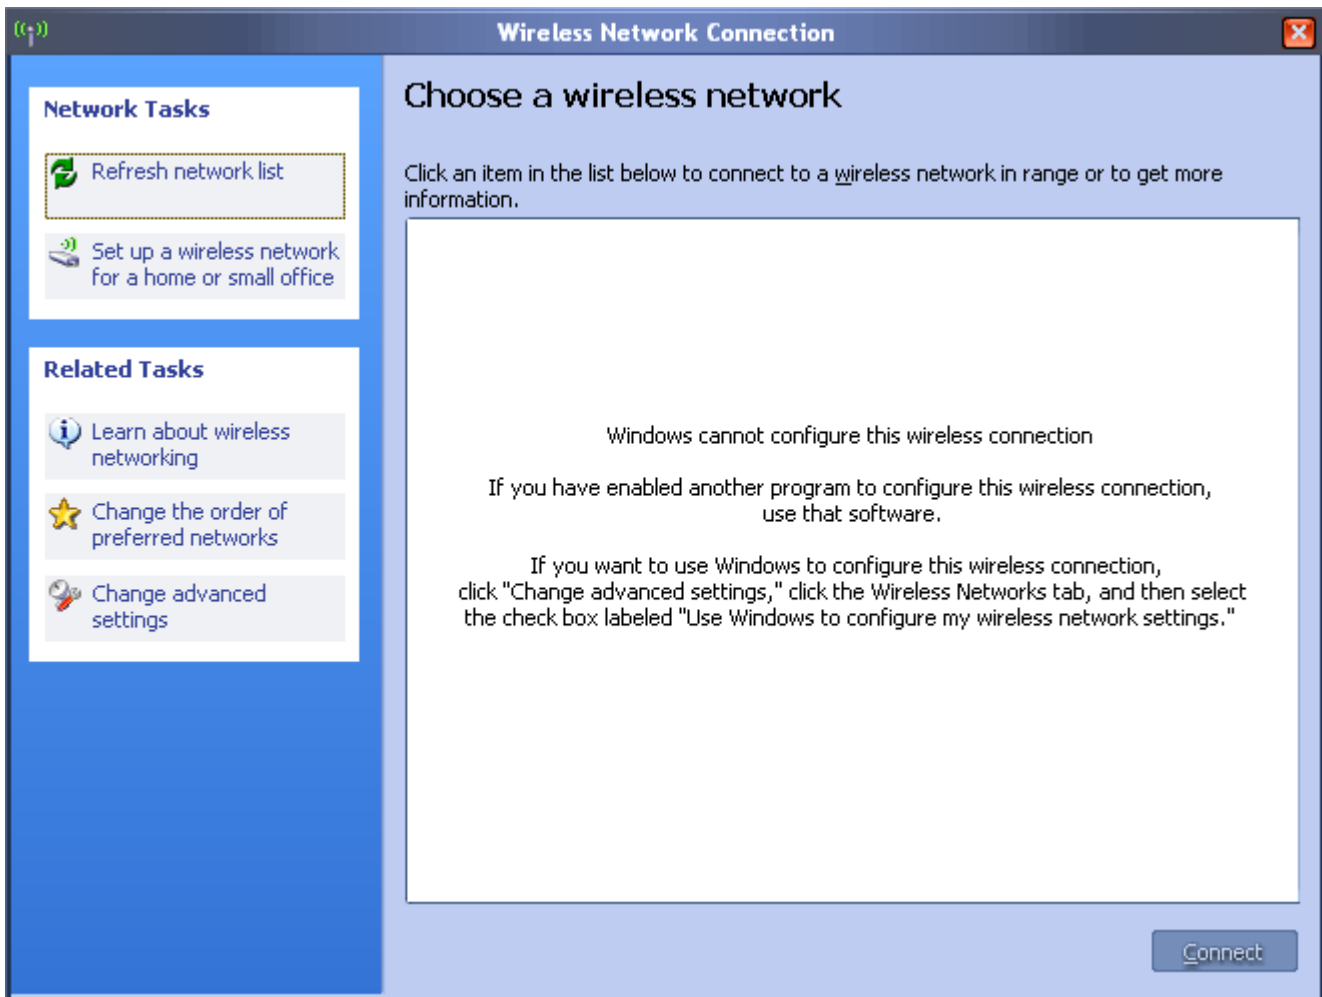 Wireless Network Connection
Network Tasks
Refresh network list
Set up a wireless network
for a home or small office
Related Tasks
Learn about wireless
networking
Change the order of
preferred networks
Change advanced
settings
Choose a wireless network
Click an item in the list below to connect to a wireless network in range or to get more
information.
Windows cannot configure this wireless connection
If you have enabled another program to configure this wireless connection,
use that software.
If you want to use Windows to configure this wireless connection,
click "Change advanced settings," click the Wireless Networks tab, and then select
the check box labeled "Use Windows to configure my wireless network settings."
Connect